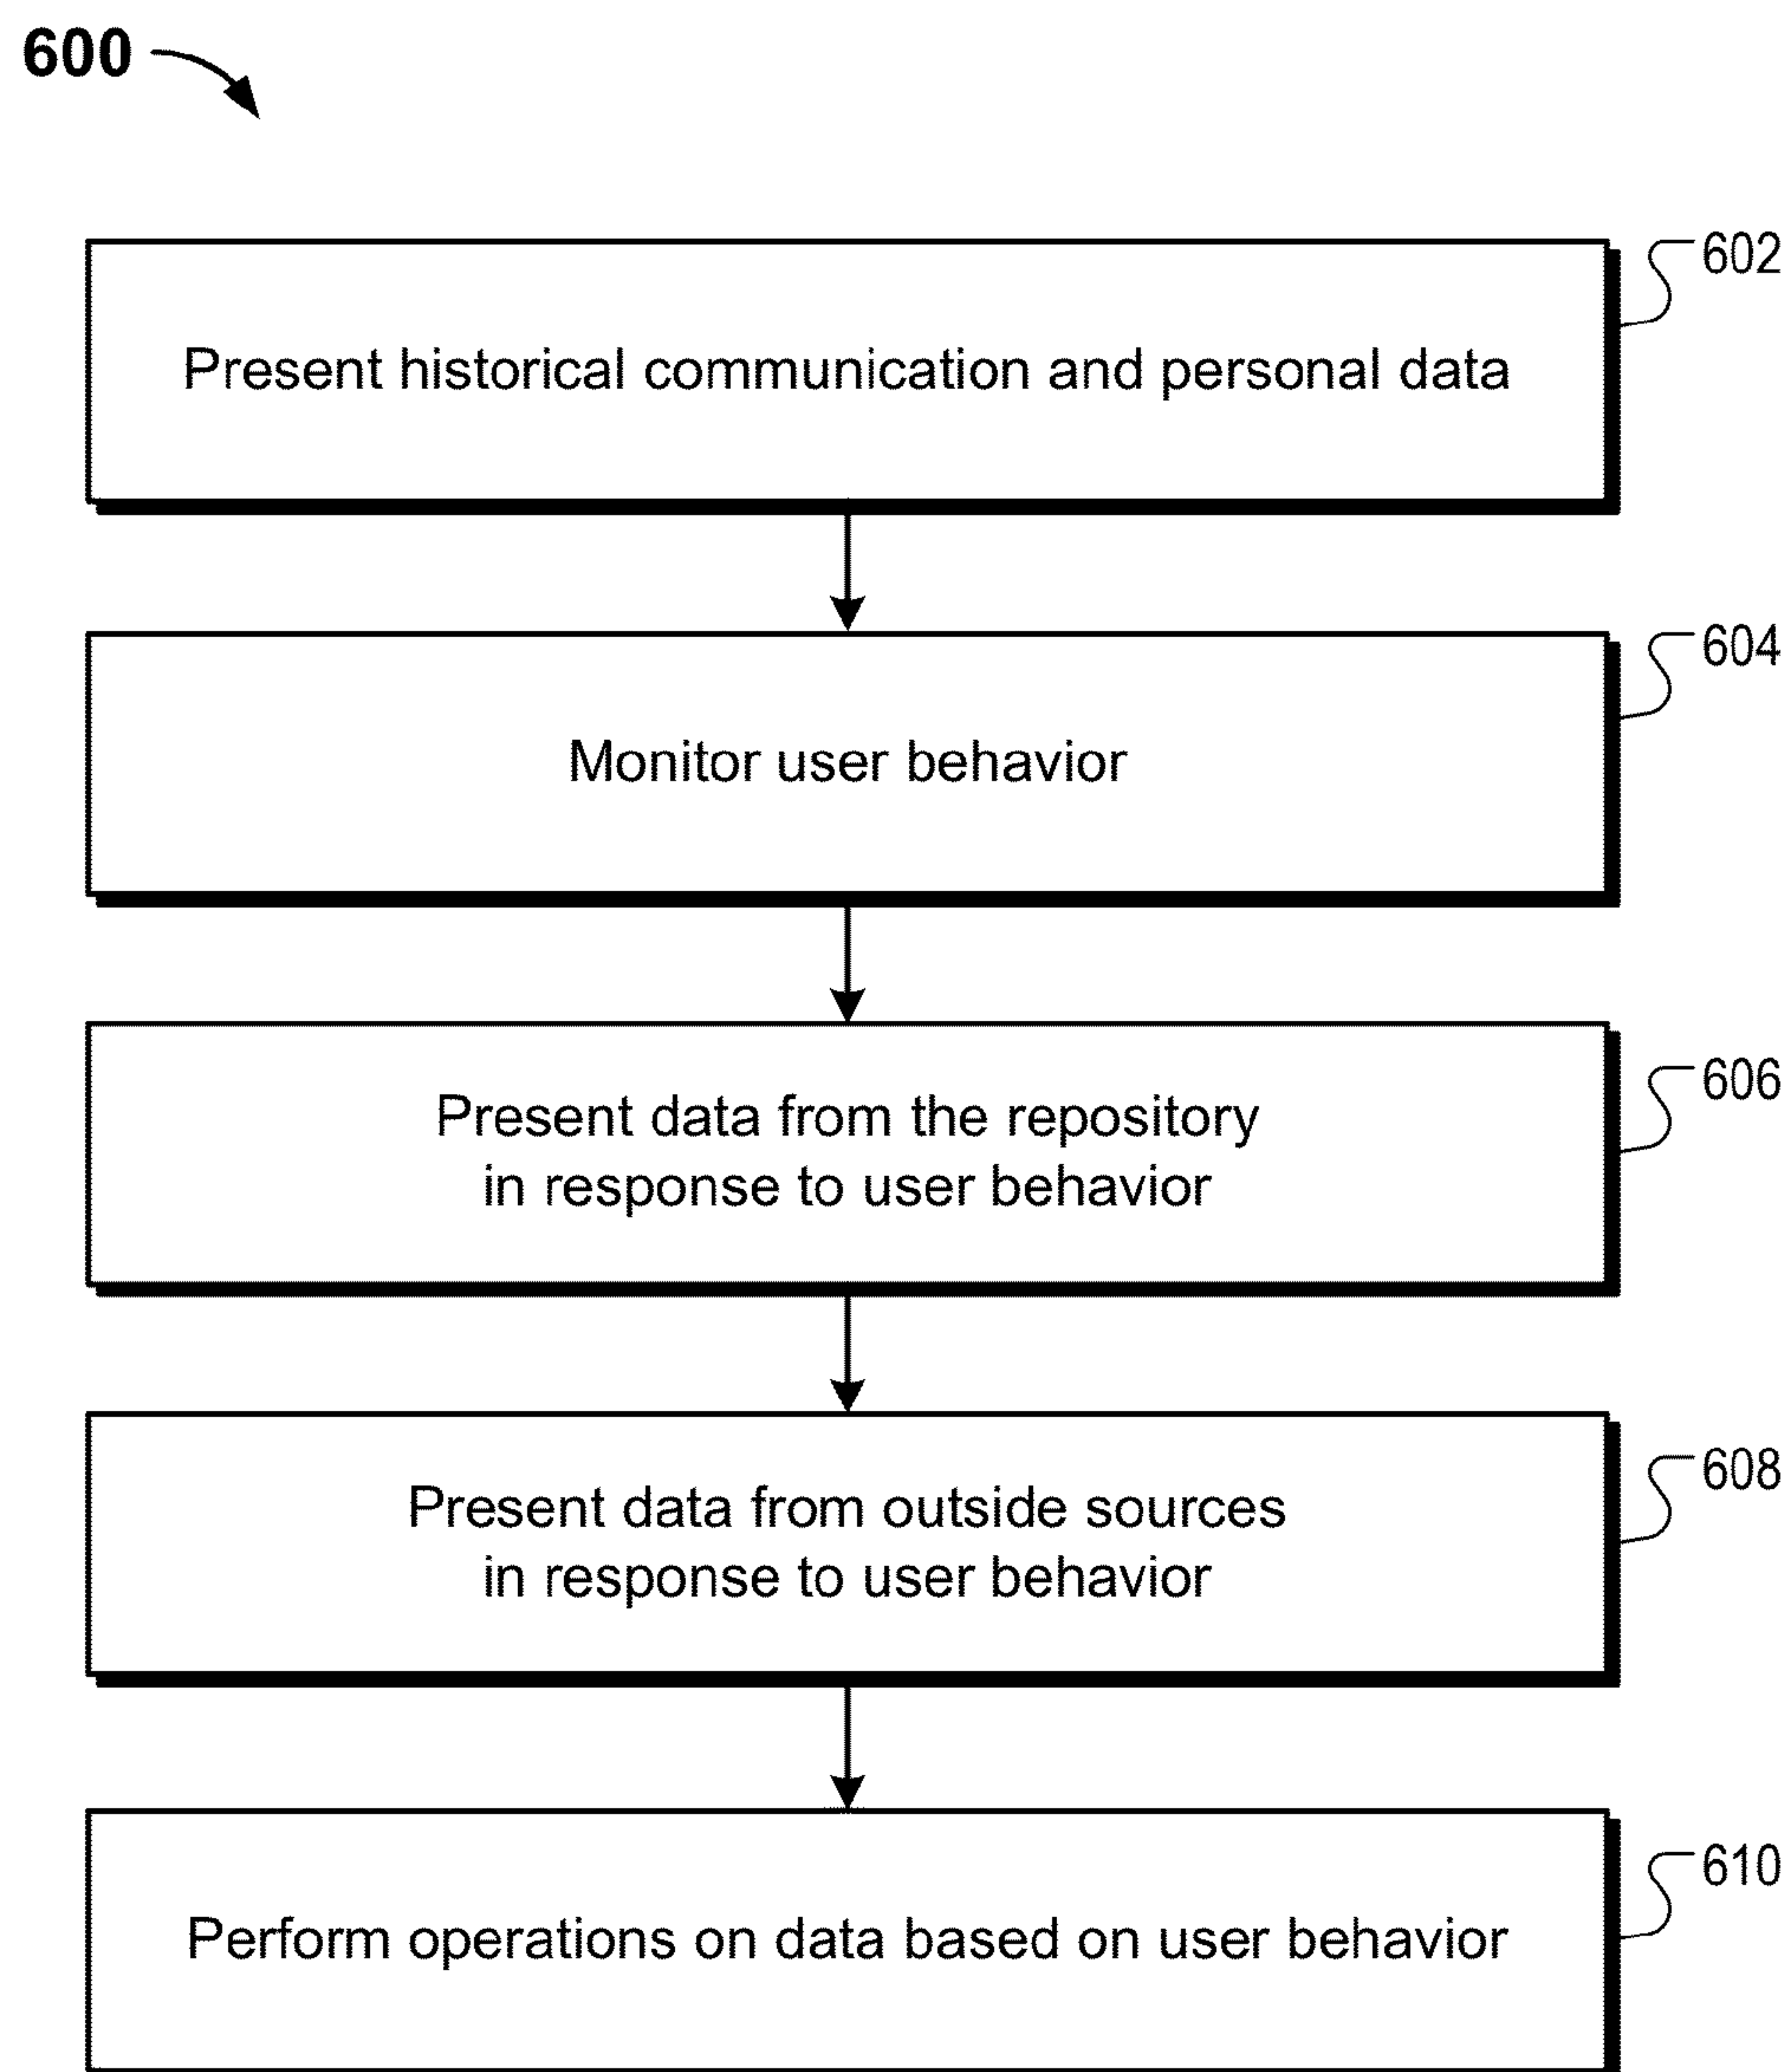 600
602
Present historical communication and personal data
604
Monitor user behavior
606
Present data from the repository
in response to user behavior
608
Present data from outside sources
in response to user behavior
610
Perform operations on data based on user behavior